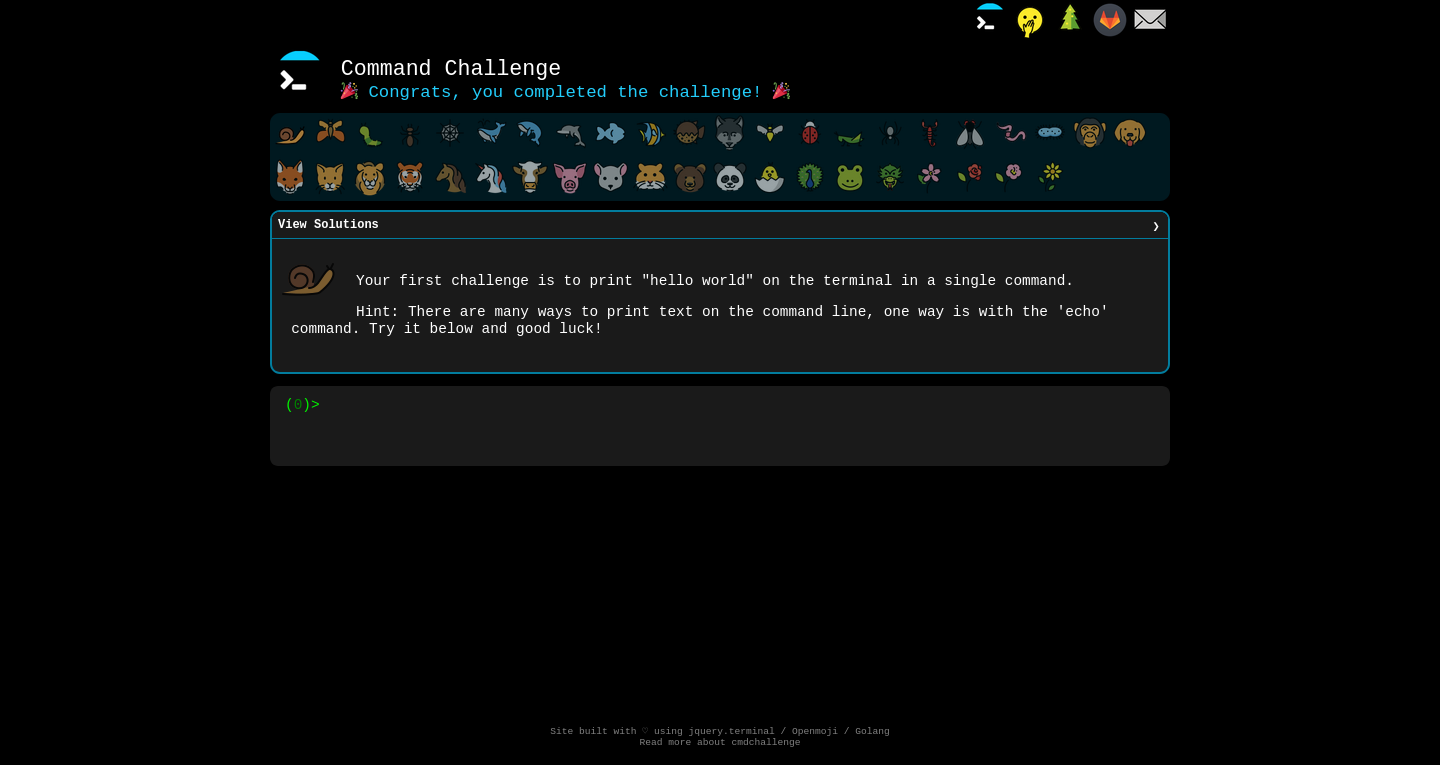 Command Challenge
🎉 Congrats, you completed the challenge! 🎉
View Solutions ❯
Your first challenge is to print "hello world" on the terminal in a single command.
Hint: There are many ways to print text on the command line, one way is with the 'echo'
command. Try it below and good luck!
(0)>
Site built with ♡ using jquery.terminal / Openmoji / Golang
Read more about cmdchallenge